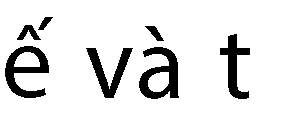 ế và t